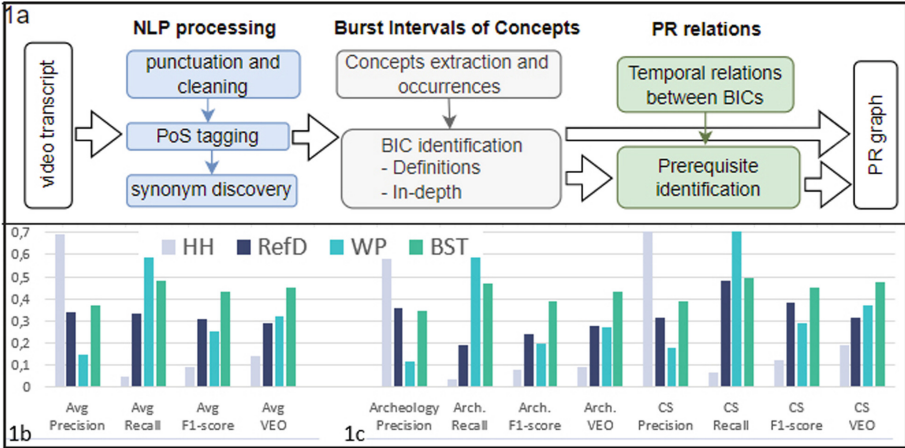 1a
NLP processing
Burst Intervals of Concepts
PR relations
video transcript
punctuation and
cleaning
PoS tagging
synonym discovery
Concepts extraction and
occurrences
BIC identification
- Definitions
- In-depth
Temporal relations
between BICs
Prerequisite
identification
PR graph
0,7
0,6
0,5
0,4
0,3
0,2
0,1
0
HH RefD WP BST
Avg
Precision
Avg
Recall
Avg
F1-score
Avg
VEO
Archeology
Precision
Arch.
Recall
Arch.
F1-score
Arch.
VEO
CS
Precision
CS
Recall
CS
F1-score
CS
VEO
1b
1c